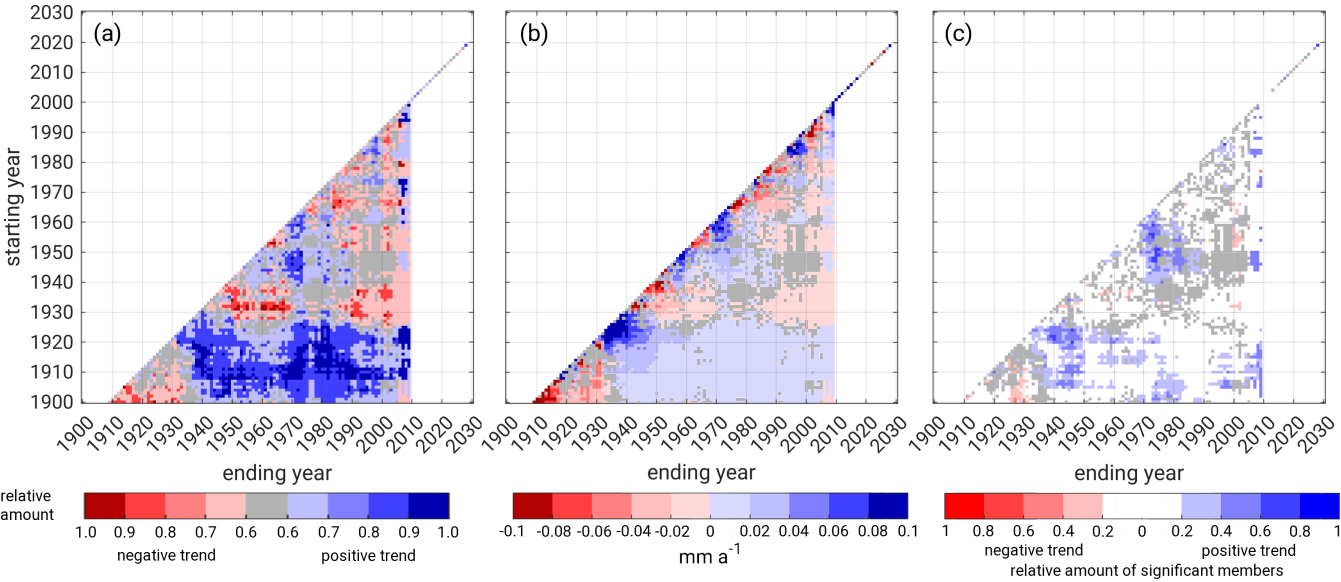 (a) (b) (c)
2030
2020
2010
2000
1990
1980
1970
1960
1950
1940
1930
1920
1910
1900
starting year
1900 1910 1920 1930 1940 1950 1960 1970 1980 1990 2000 2010 2020 2030
1900 1910 1920 1930 1940 1950 1960 1970 1980 1990 2000 2010 2020 2030
1900 1910 1920 1930 1940 1950 1960 1970 1980 1990 2000 2010 2020 2030
ending year ending year ending year
relative
amount
1.0 0.9 0.8 0.7 0.6 0.6 0.7 0.8 0.9 1.0
negative trend positive trend
-0.1 -0.08 -0.06 -0.04 -0.02 0 0.02 0.04 0.06 0.08 0.1
mm a⁻¹
1 0.8 0.6 0.4 0.2 0 0.2 0.4 0.6 0.8 1
negative trend positive trend
relative amount of significant members